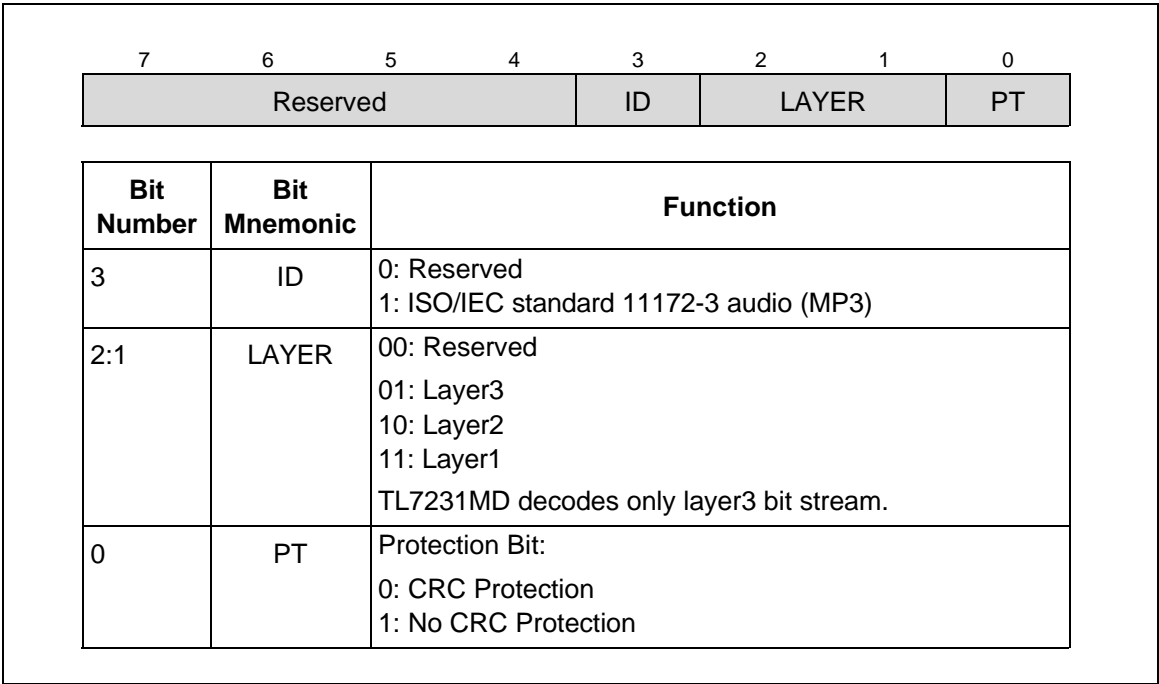 7 6 5 4 3 2 1 0
Reserved ID LAYER PT
Bit Number Bit Mnemonic Function
3 ID 0: Reserved
1: ISO/IEC standard 11172-3 audio (MP3)
2:1 LAYER 00: Reserved
01: Layer3
10: Layer2
11: Layer1
TL7231MD decodes only layer3 bit stream.
0 PT Protection Bit:
0: CRC Protection
1: No CRC Protection